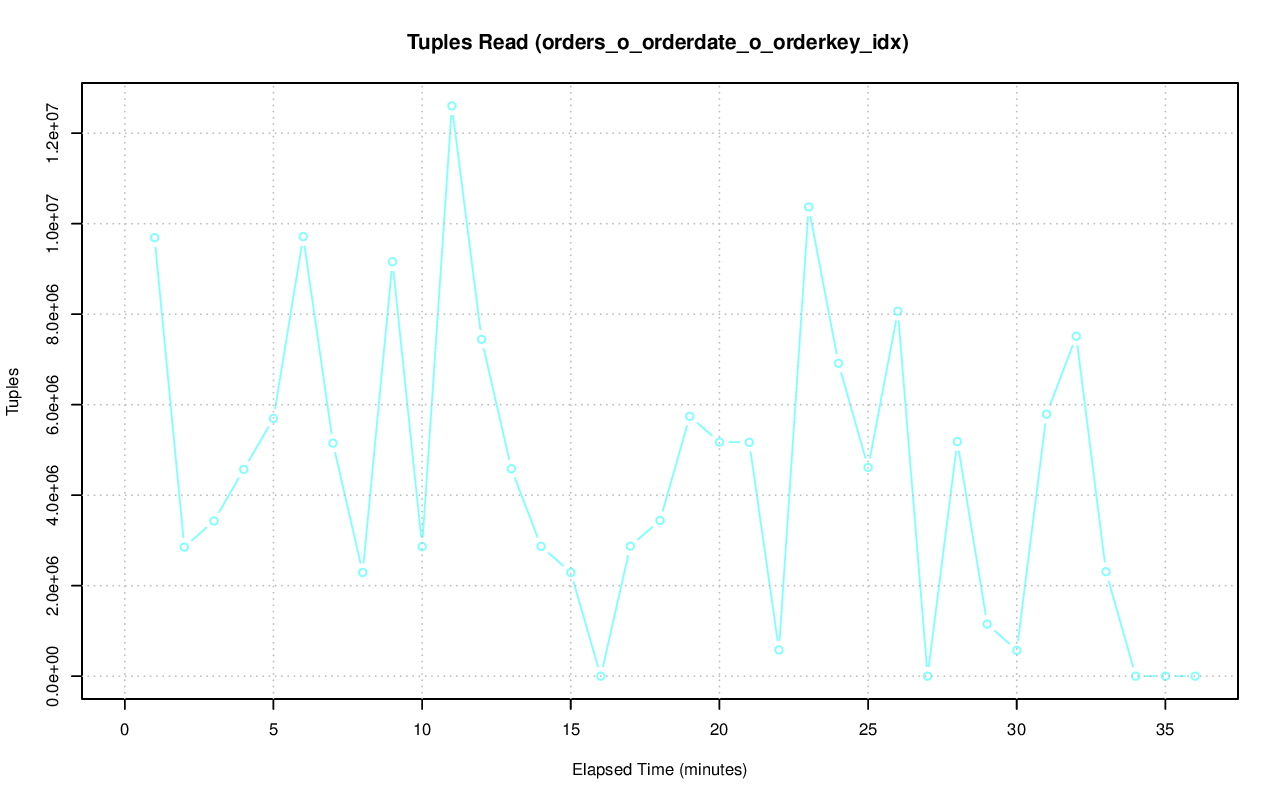 Tuples Read (orders_o_orderdate_o_orderkey_idx)
Tuples
1.2e+07
1.0e+07
8.0e+06
6.0e+06
4.0e+06
2.0e+06
0.0e+00
0 5 10 15 20 25 30 35
Elapsed Time (minutes)